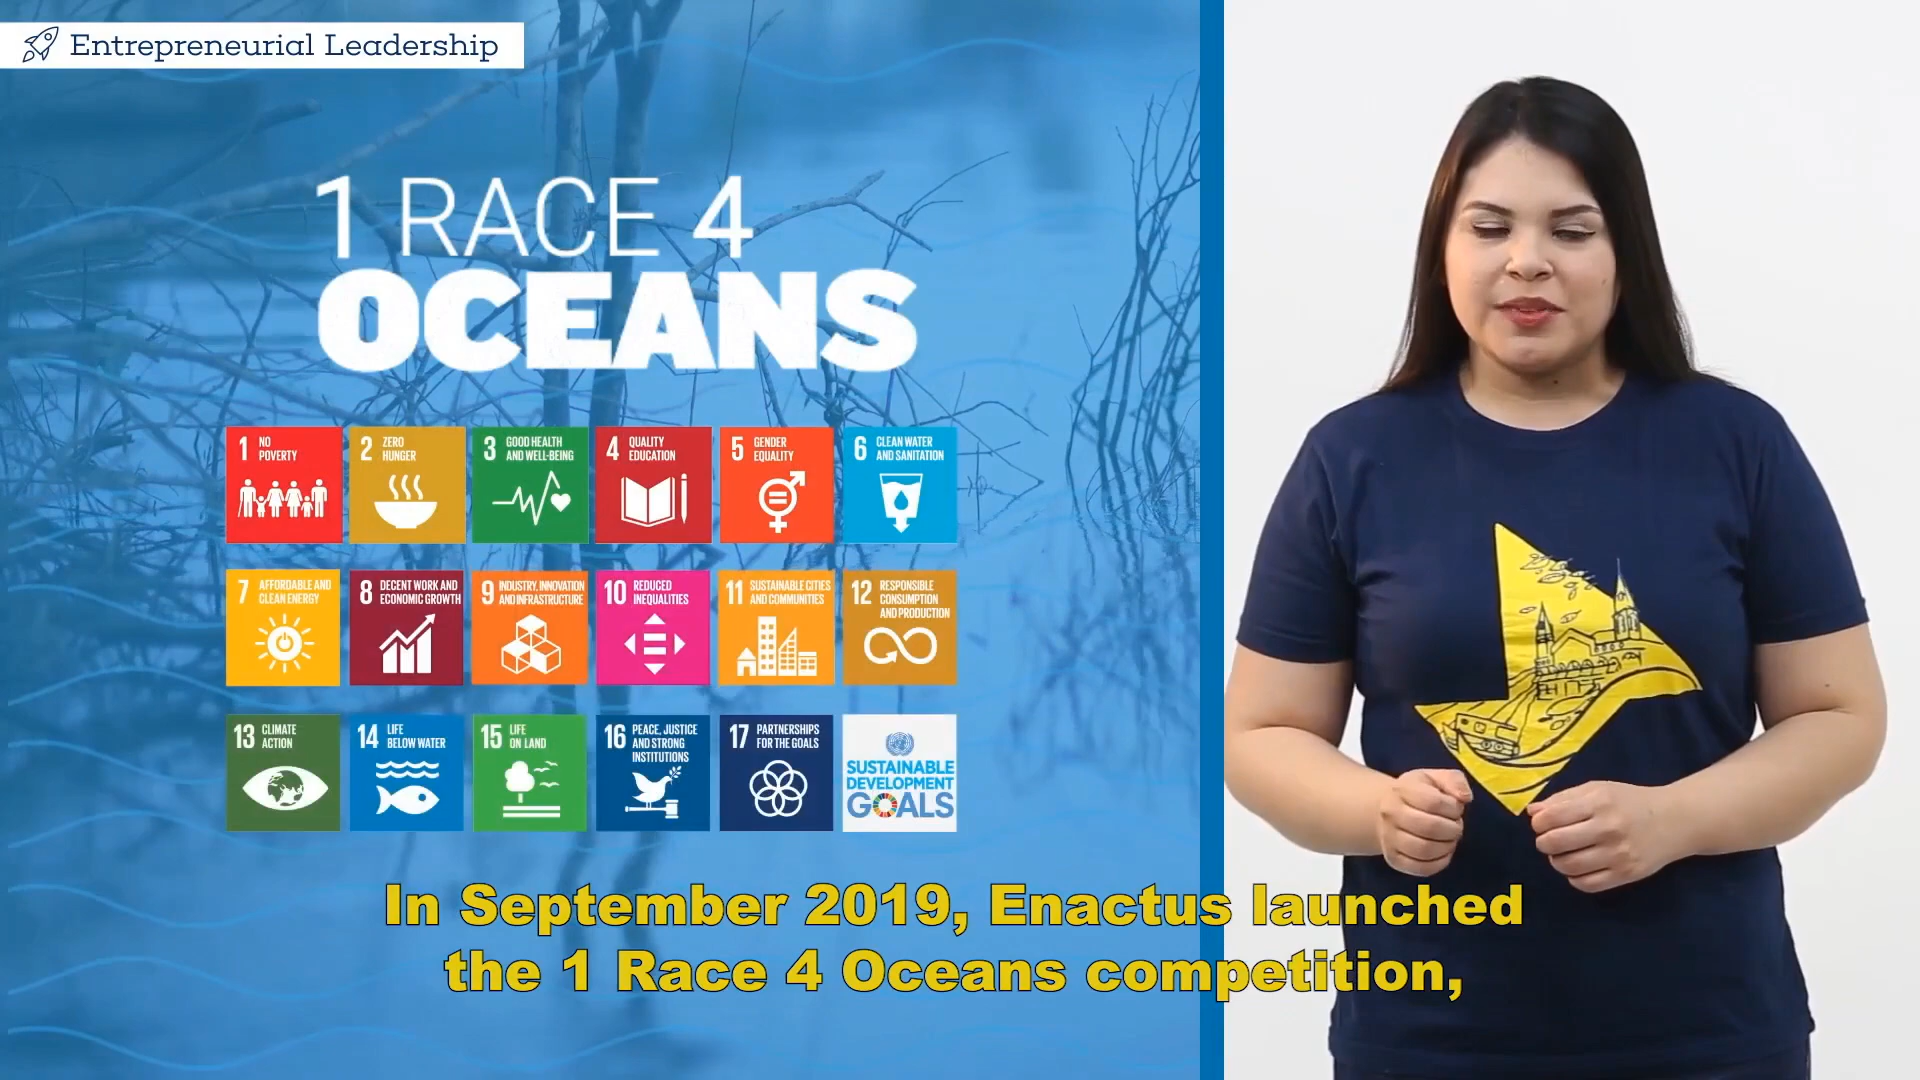 Entrepreneurial Leadership
1 RACE 4
OCEANS
1 NO
POVERTY
2 ZERO
HUNGER
3 GOOD HEALTH
AND WELL-BEING
4 QUALITY
EDUCATION
5 GENDER
EQUALITY
6 CLEAN WATER
AND SANITATION
7 AFFORDABLE AND
CLEAN ENERGY
8 DECENT WORK AND
ECONOMIC GROWTH
9 INDUSTRY, INNOVATION
AND INFRASTRUCTURE
10 REDUCED
INEQUALITIES
11 SUSTAINABLE CITIES
AND COMMUNITIES
12 RESPONSIBLE
CONSUMPTION
AND PRODUCTION
13 CLIMATE
ACTION
14 LIFE
BELOW WATER
15 LIFE
ON LAND
16 PEACE, JUSTICE
AND STRONG
INSTITUTIONS
17 PARTNERSHIPS
FOR THE GOALS
SUSTAINABLE
DEVELOPMENT
GOALS
In September 2019, Enactus launched
the 1 Race 4 Oceans competition,